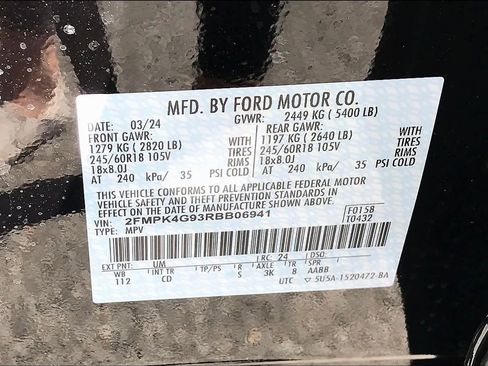 MFD. BY FORD MOTOR CO.
DATE: 03/24 GVWR: 2449 KG ( 5400 LB)
FRONT GAWR: REAR GAWR:
1279 KG ( 2820 LB) WITH 1197 KG ( 2640 LB) WITH
245/60R18 105V TIRES 245/60R18 105V TIRES
18x8.0J RIMS 18x8.0J RIMS
AT 240 kPa/ 35 PSI COLD AT 240 kPa/ 35 PSI COLD
THIS VEHICLE CONFORMS TO ALL APPLICABLE FEDERAL MOTOR
VEHICLE SAFETY AND THEFT PREVENTION STANDARDS IN
EFFECT ON THE DATE OF MANUFACTURE SHOWN ABOVE.
VIN: 2FMPK4G93RBB06941 F0158
TYPE: MPV T0432
EXT PNT: UM RC: 24 DSO:
WB INT TR TP/PS R AXLE TR SPR
112 CD S 3K 8 AABB
UTC 5U5A-1520472-BA